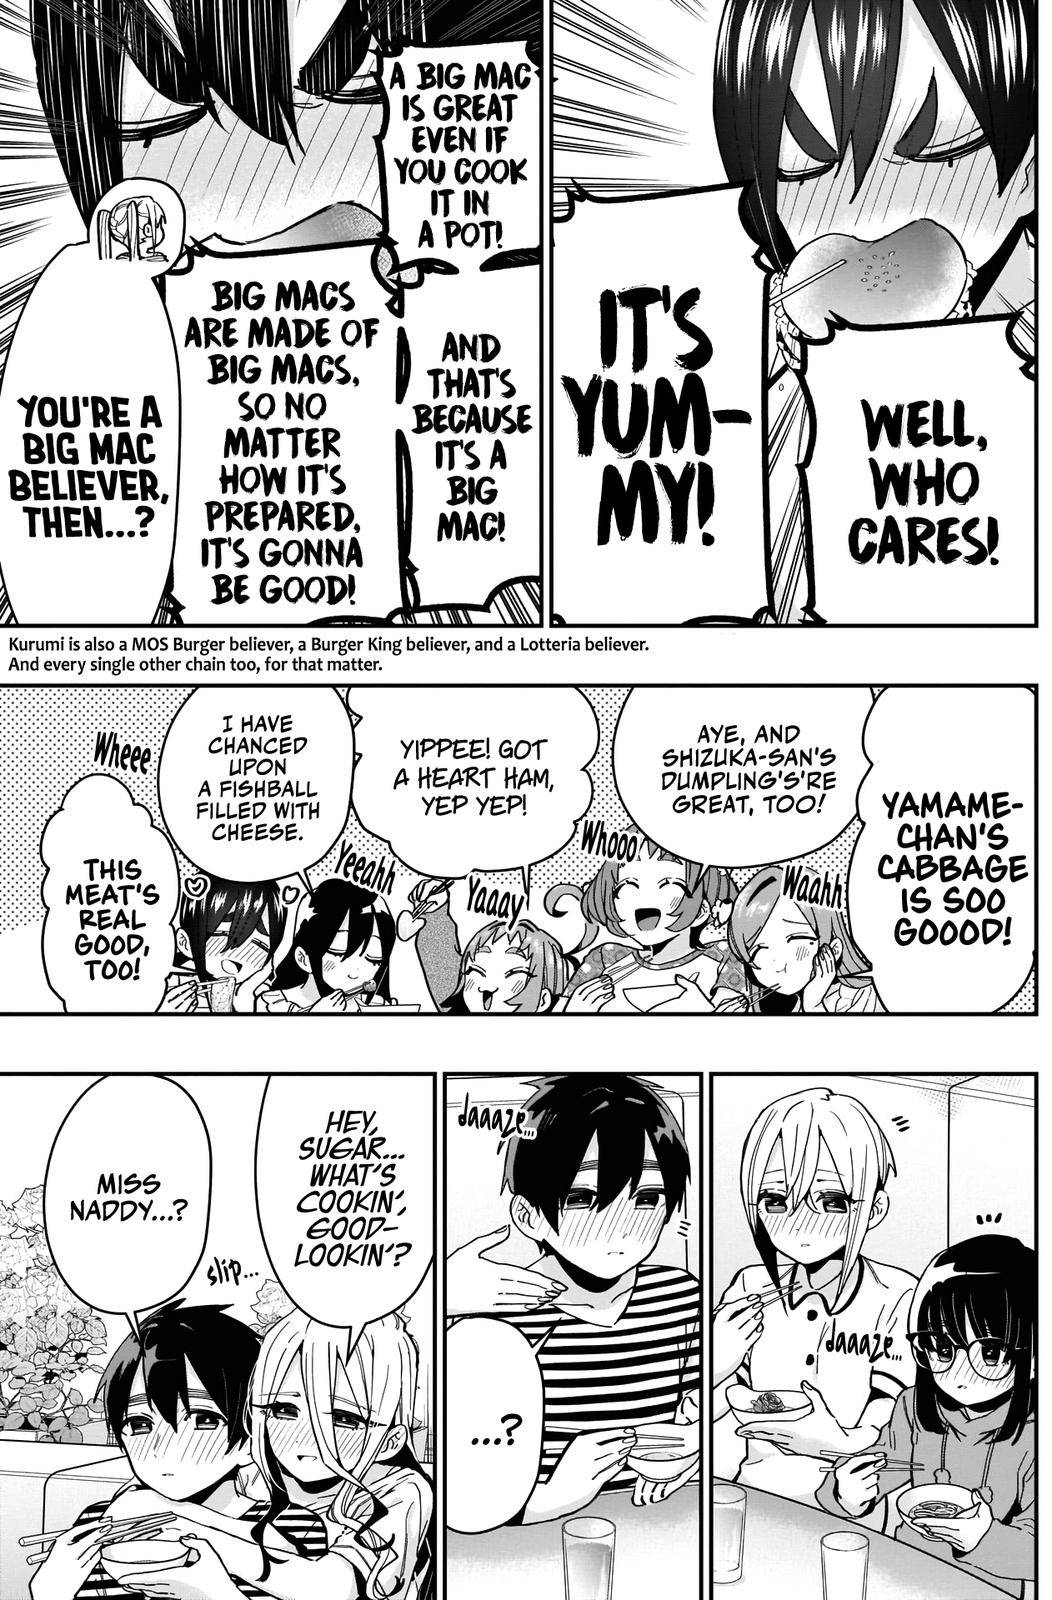 WELL,
WHO
CARES!
IT'S
YUM-
MY!
A BIG MAC
IS GREAT
EVEN IF
YOU COOK
IT IN
A POT!
AND
THAT'S
BECAUSE
IT'S A
BIG
MAC!
BIG MACS
ARE MADE OF
BIG MACS,
SO NO
MATTER
HOW IT'S
PREPARED,
IT'S GONNA
BE GOOD!
YOU'RE A
BIG MAC
BELIEVER,
THEN...?
Kurumi is also a MOS Burger believer, a Burger King believer, and a Lotteria believer.
And every single other chain too, for that matter.
YAMAME-
CHAN'S
CABBAGE
IS SOO
GOOOD!
Waahh
AYE, AND
SHIZUKA-SAN'S
DUMPLING'S'RE
GREAT, TOO!
Whooo
YIPPEE! GOT
A HEART HAM,
YEP YEP!
Yaaay
I HAVE
CHANCED
UPON
A FISHBALL
FILLED WITH
CHEESE.
Yeeahh
THIS
MEAT'S
REAL
GOOD,
TOO!
Wheee
daaaze...
daaaze...
...?
HEY,
SUGAR...
WHAT'S
COOKIN',
GOOD-
LOOKIN'?
slip...
MISS
NADDY...?